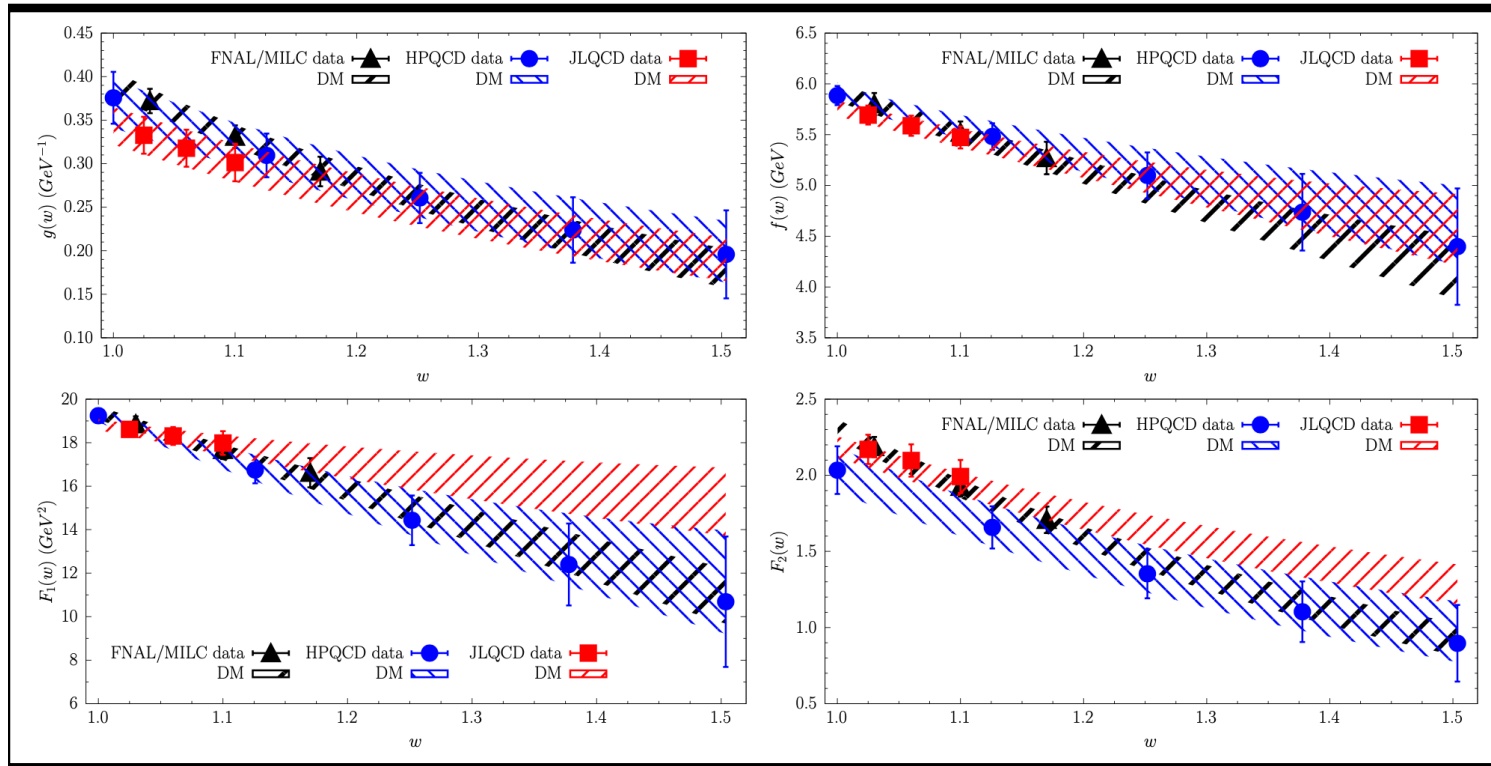 0.45
FNAL/MILC data HPQCD data JLQCD data
DM DM DM
0.40
0.35
0.30
0.25
0.20
0.15
0.10
g(w) (GeV⁻¹)
1.0 1.1 1.2 1.3 1.4 1.5
w
6.5
FNAL/MILC data HPQCD data JLQCD data
DM DM DM
6.0
5.5
5.0
4.5
4.0
3.5
f(w) (GeV)
1.0 1.1 1.2 1.3 1.4 1.5
w
20
18
16
14
12
10
8
6
F₁(w) (GeV²)
FNAL/MILC data HPQCD data JLQCD data
DM DM DM
1.0 1.1 1.2 1.3 1.4 1.5
w
2.5
FNAL/MILC data HPQCD data JLQCD data
DM DM DM
2.0
1.5
1.0
0.5
F₂(w)
1.0 1.1 1.2 1.3 1.4 1.5
w